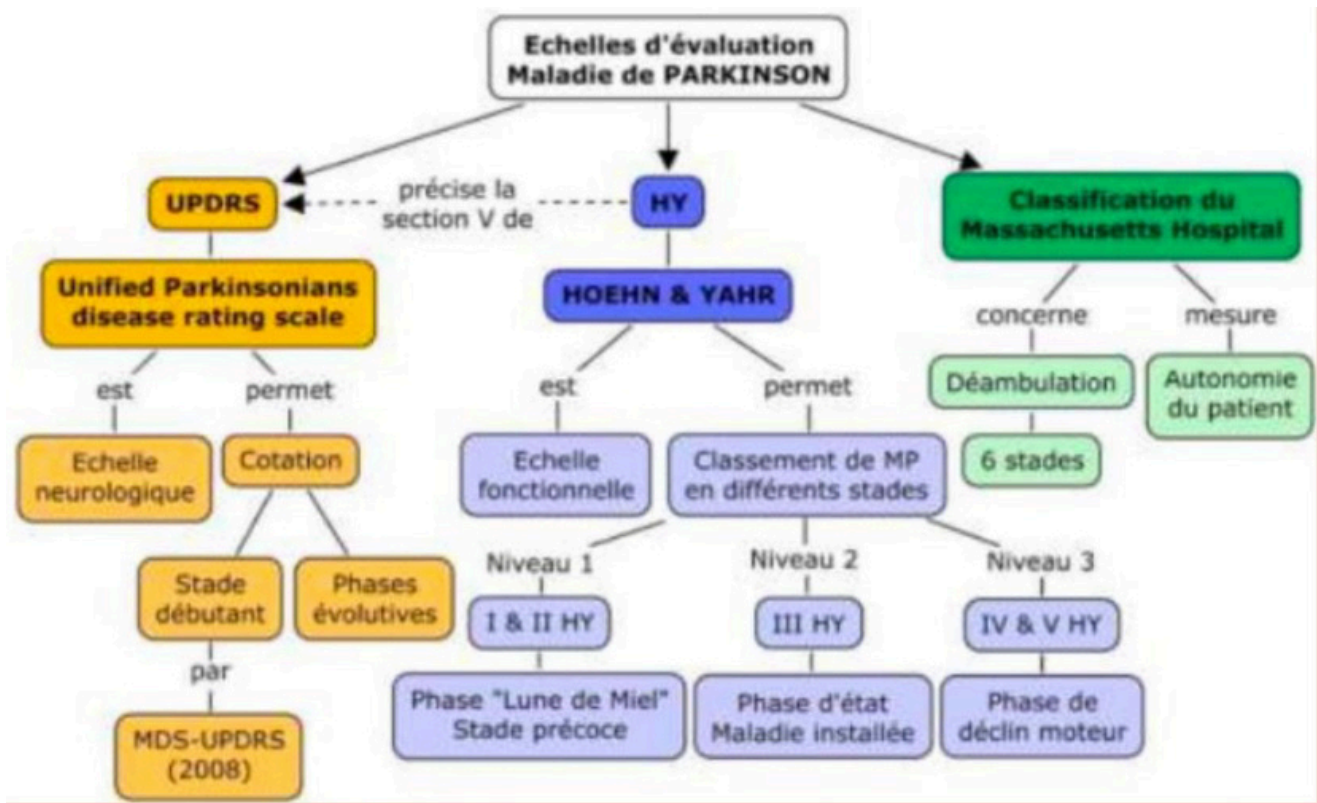 Echelles d'évaluation
Maladie de PARKINSON
UPDRS
précise la
section V de
HY
Classification du
Massachusetts Hospital
Unified Parkinsonians
disease rating scale
HOEHN & YAHR
concerne
mesure
est
permet
est
permet
Déambulation
Autonomie
du patient
Echelle
neurologique
Cotation
Echelle
fonctionnelle
Classement de MP
en différents stades
6 stades
Stade
débutant
Phases
évolutives
Niveau 1
Niveau 2
Niveau 3
I & II HY
III HY
IV & V HY
par
Phase "Lune de Miel"
Stade précoce
Phase d'état
Maladie installée
Phase de
déclin moteur
MDS-UPDRS
(2008)